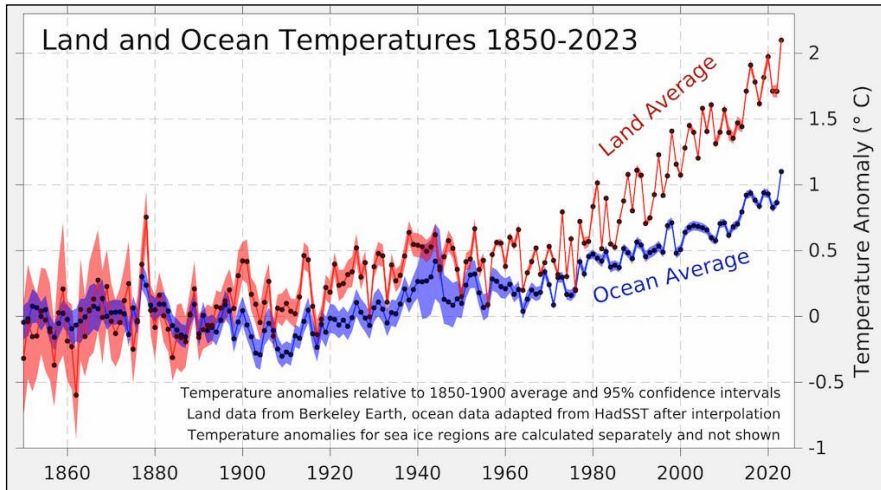 Land and Ocean Temperatures 1850-2023
Land Average
Ocean Average
Temperature anomalies relative to 1850-1900 average and 95% confidence intervals
Land data from Berkeley Earth, ocean data adapted from HadSST after interpolation
Temperature anomalies for sea ice regions are calculated separately and not shown
2
1.5
1
0.5
0
-0.5
-1
Temperature Anomaly (° C)
1860 1880 1900 1920 1940 1960 1980 2000 2020